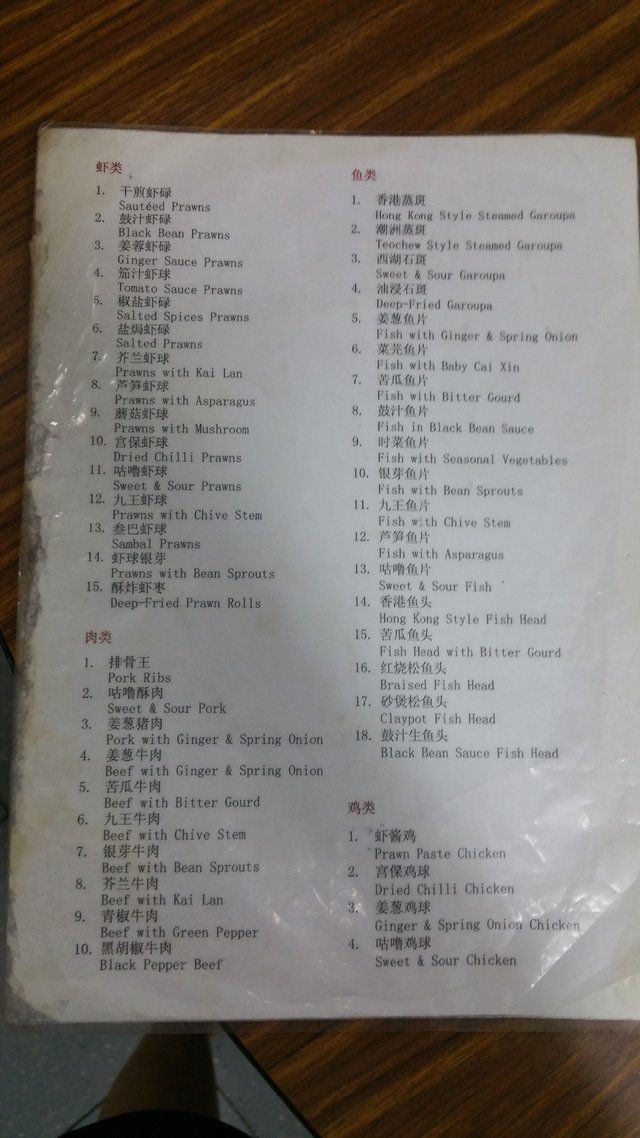 虾类
1. 干煎虾碌
Sautéed Prawns
2. 鼓汁虾碌
Black Bean Prawns
3. 姜蓉虾碌
Ginger Sauce Prawns
4. 茄汁虾球
Tomato Sauce Prawns
5. 椒盐虾碌
Salted Spices Prawns
6. 盐焗虾碌
Salted Prawns
7. 芥兰虾球
Prawns with Kai Lan
8. 芦笋虾球
Prawns with Asparagus
9. 蘑菇虾球
Prawns with Mushroom
10. 宫保虾球
Dried Chilli Prawns
11. 咕噜虾球
Sweet & Sour Prawns
12. 九王虾球
Prawns with Chive Stem
13. 叁巴虾球
Sambal Prawns
14. 虾球银芽
Prawns with Bean Sprouts
15. 酥炸虾枣
Deep-Fried Prawn Rolls
肉类
1. 排骨王
Pork Ribs
2. 咕噜酥肉
Sweet & Sour Pork
3. 姜葱猪肉
Pork with Ginger & Spring Onion
4. 姜葱牛肉
Beef with Ginger & Spring Onion
5. 苦瓜牛肉
Beef with Bitter Gourd
6. 九王牛肉
Beef with Chive Stem
7. 银芽牛肉
Beef with Bean Sprouts
8. 芥兰牛肉
Beef with Kai Lan
9. 青椒牛肉
Beef with Green Pepper
10. 黑胡椒牛肉
Black Pepper Beef
鱼类
1. 香港蒸斑
Hong Kong Style Steamed Garoupa
2. 潮洲蒸斑
Teochew Style Steamed Garoupa
3. 西湖石斑
Sweet & Sour Garoupa
4. 油浸石斑
Deep-Fried Garoupa
5. 姜葱鱼片
Fish with Ginger & Spring Onion
6. 菜芫鱼片
Fish with Baby Cai Xin
7. 苦瓜鱼片
Fish with Bitter Gourd
8. 鼓汁鱼片
Fish in Black Bean Sauce
9. 时菜鱼片
Fish with Seasonal Vegetables
10. 银芽鱼片
Fish with Bean Sprouts
11. 九王鱼片
Fish with Chive Stem
12. 芦笋鱼片
Fish with Asparagus
13. 咕噜鱼片
Sweet & Sour Fish
14. 香港鱼头
Hong Kong Style Fish Head
15. 苦瓜鱼头
Fish Head with Bitter Gourd
16. 红烧松鱼头
Braised Fish Head
17. 砂煲松鱼头
Claypot Fish Head
18. 鼓汁生鱼头
Black Bean Sauce Fish Head
鸡类
1. 虾酱鸡
Prawn Paste Chicken
2. 宫保鸡球
Dried Chilli Chicken
3. 姜葱鸡球
Ginger & Spring Onion Chicken
4. 咕噜鸡球
Sweet & Sour Chicken